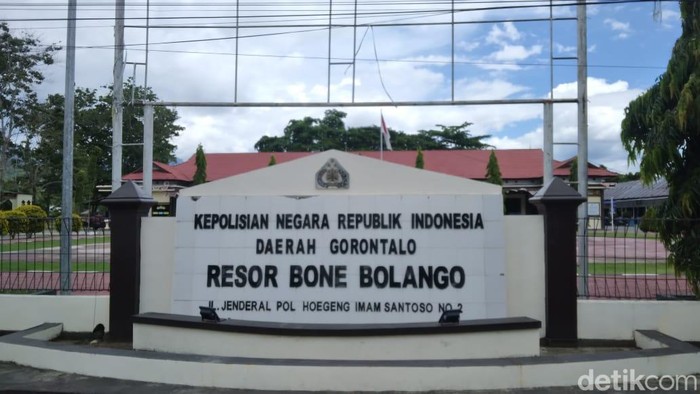 KEPOLISIAN NEGARA REPUBLIK INDONESIA
DAERAH GORONTALO
RESOR BONE BOLANGO
JL JENDERAL POL HOEGENG IMAM SANTOSO NO. 2
detikcom